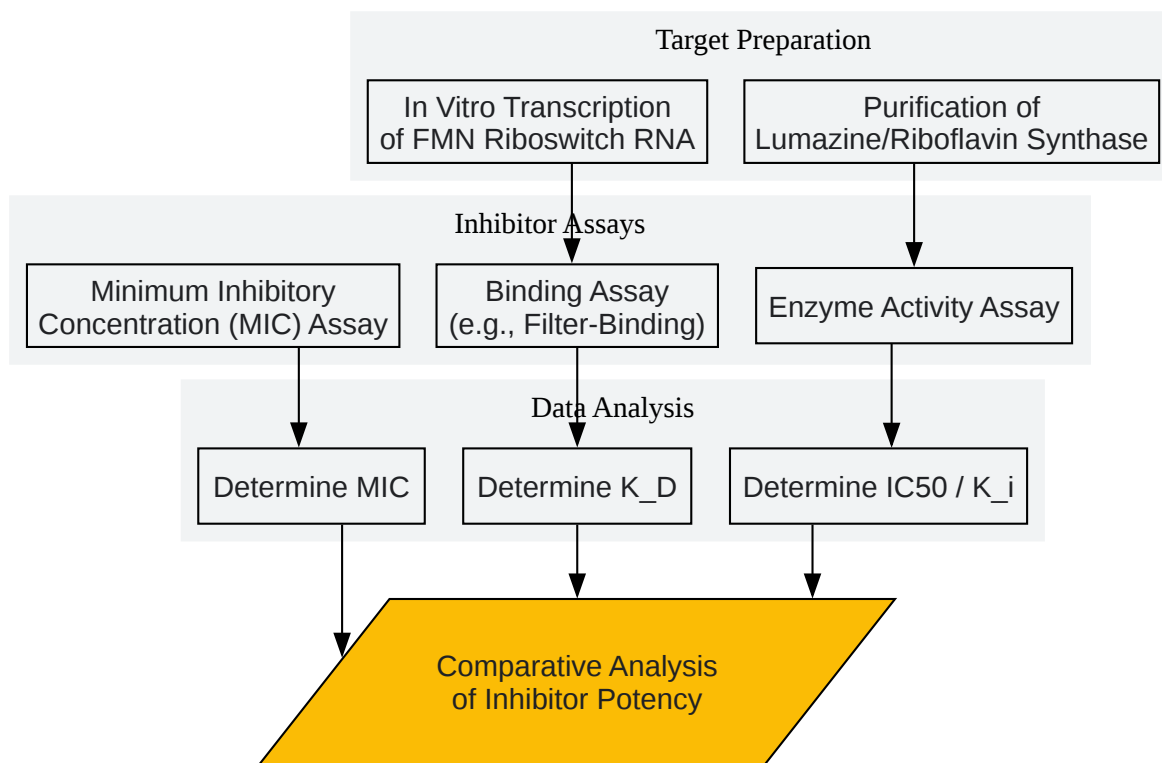 Target Preparation
In Vitro Transcription
of FMN Riboswitch RNA
Purification of
Lumazine/Riboflavin Synthase
Inhibitor Assays
Minimum Inhibitory
Concentration (MIC) Assay
Binding Assay
(e.g., Filter-Binding)
Enzyme Activity Assay
Data Analysis
Determine MIC
Determine K_D
Determine IC50 / K_i
Comparative Analysis
of Inhibitor Potency